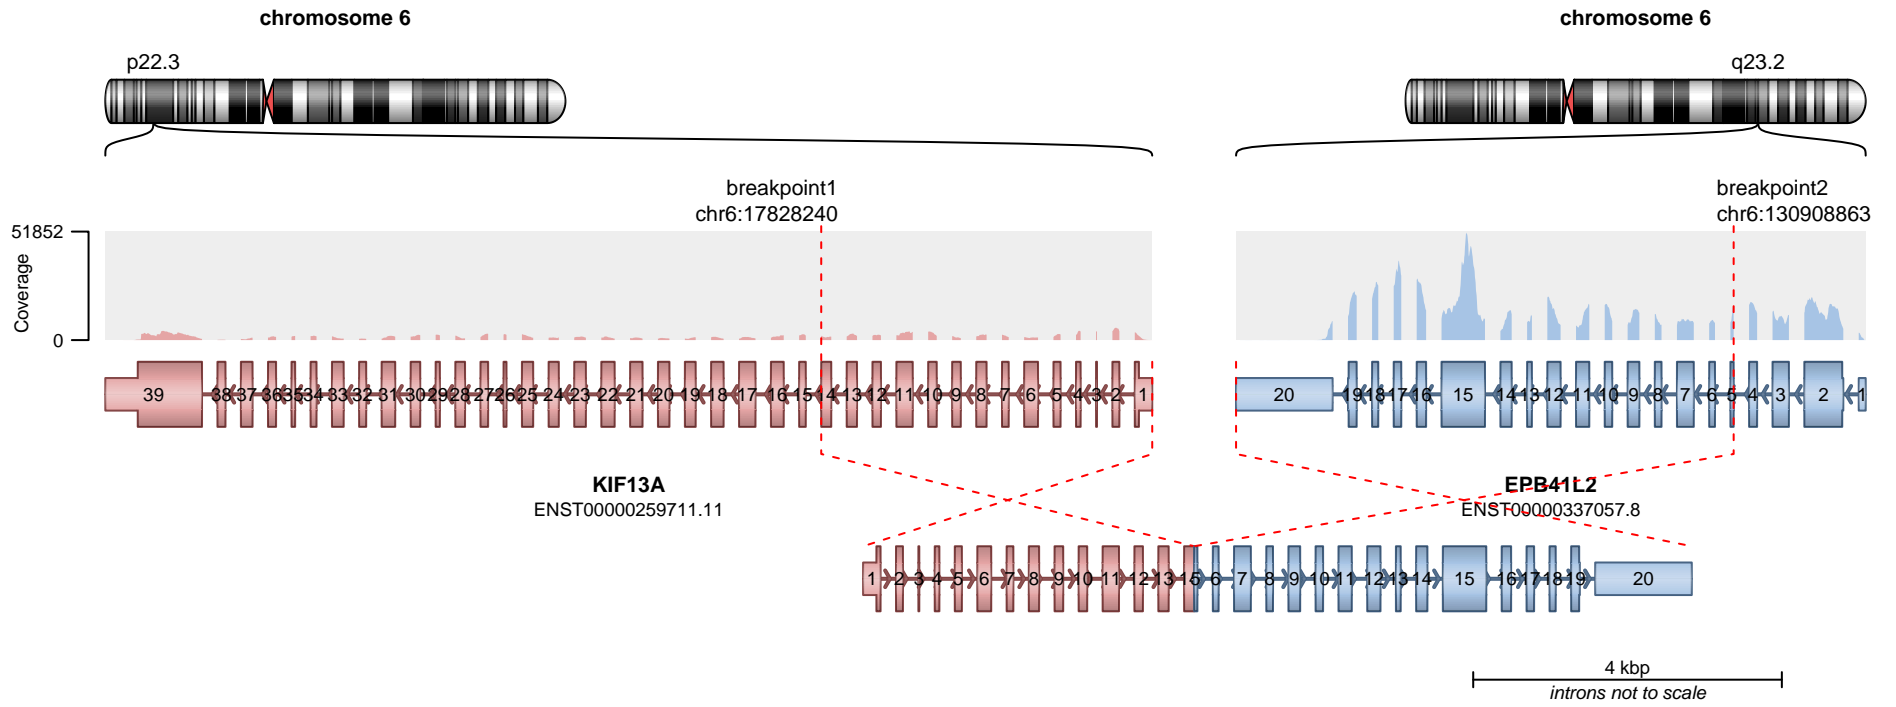 chromosome 6
chromosome 6
p22.3
q23.2
breakpoint1
chr6:17828240
breakpoint2
chr6:130908863
51852
Coverage
0
39 38 37 36 35 34 33 32 31 30 29 28 27 26 25 24 23 22 21 20 19 18 17 16 15 14 13 12 11 10 9 8 7 6 5 4 3 2 1
20 19 18 17 16 15 14 13 12 11 10 9 8 7 6 5 4 3 2 1
KIF13A
ENST00000259711.11
EPB41L2
ENST00000337057.8
1 2 3 4 5 6 7 8 9 10 11 12 13 15 6 7 8 9 10 11 12 13 14 15 16 17 18 19 20
4 kbp
introns not to scale